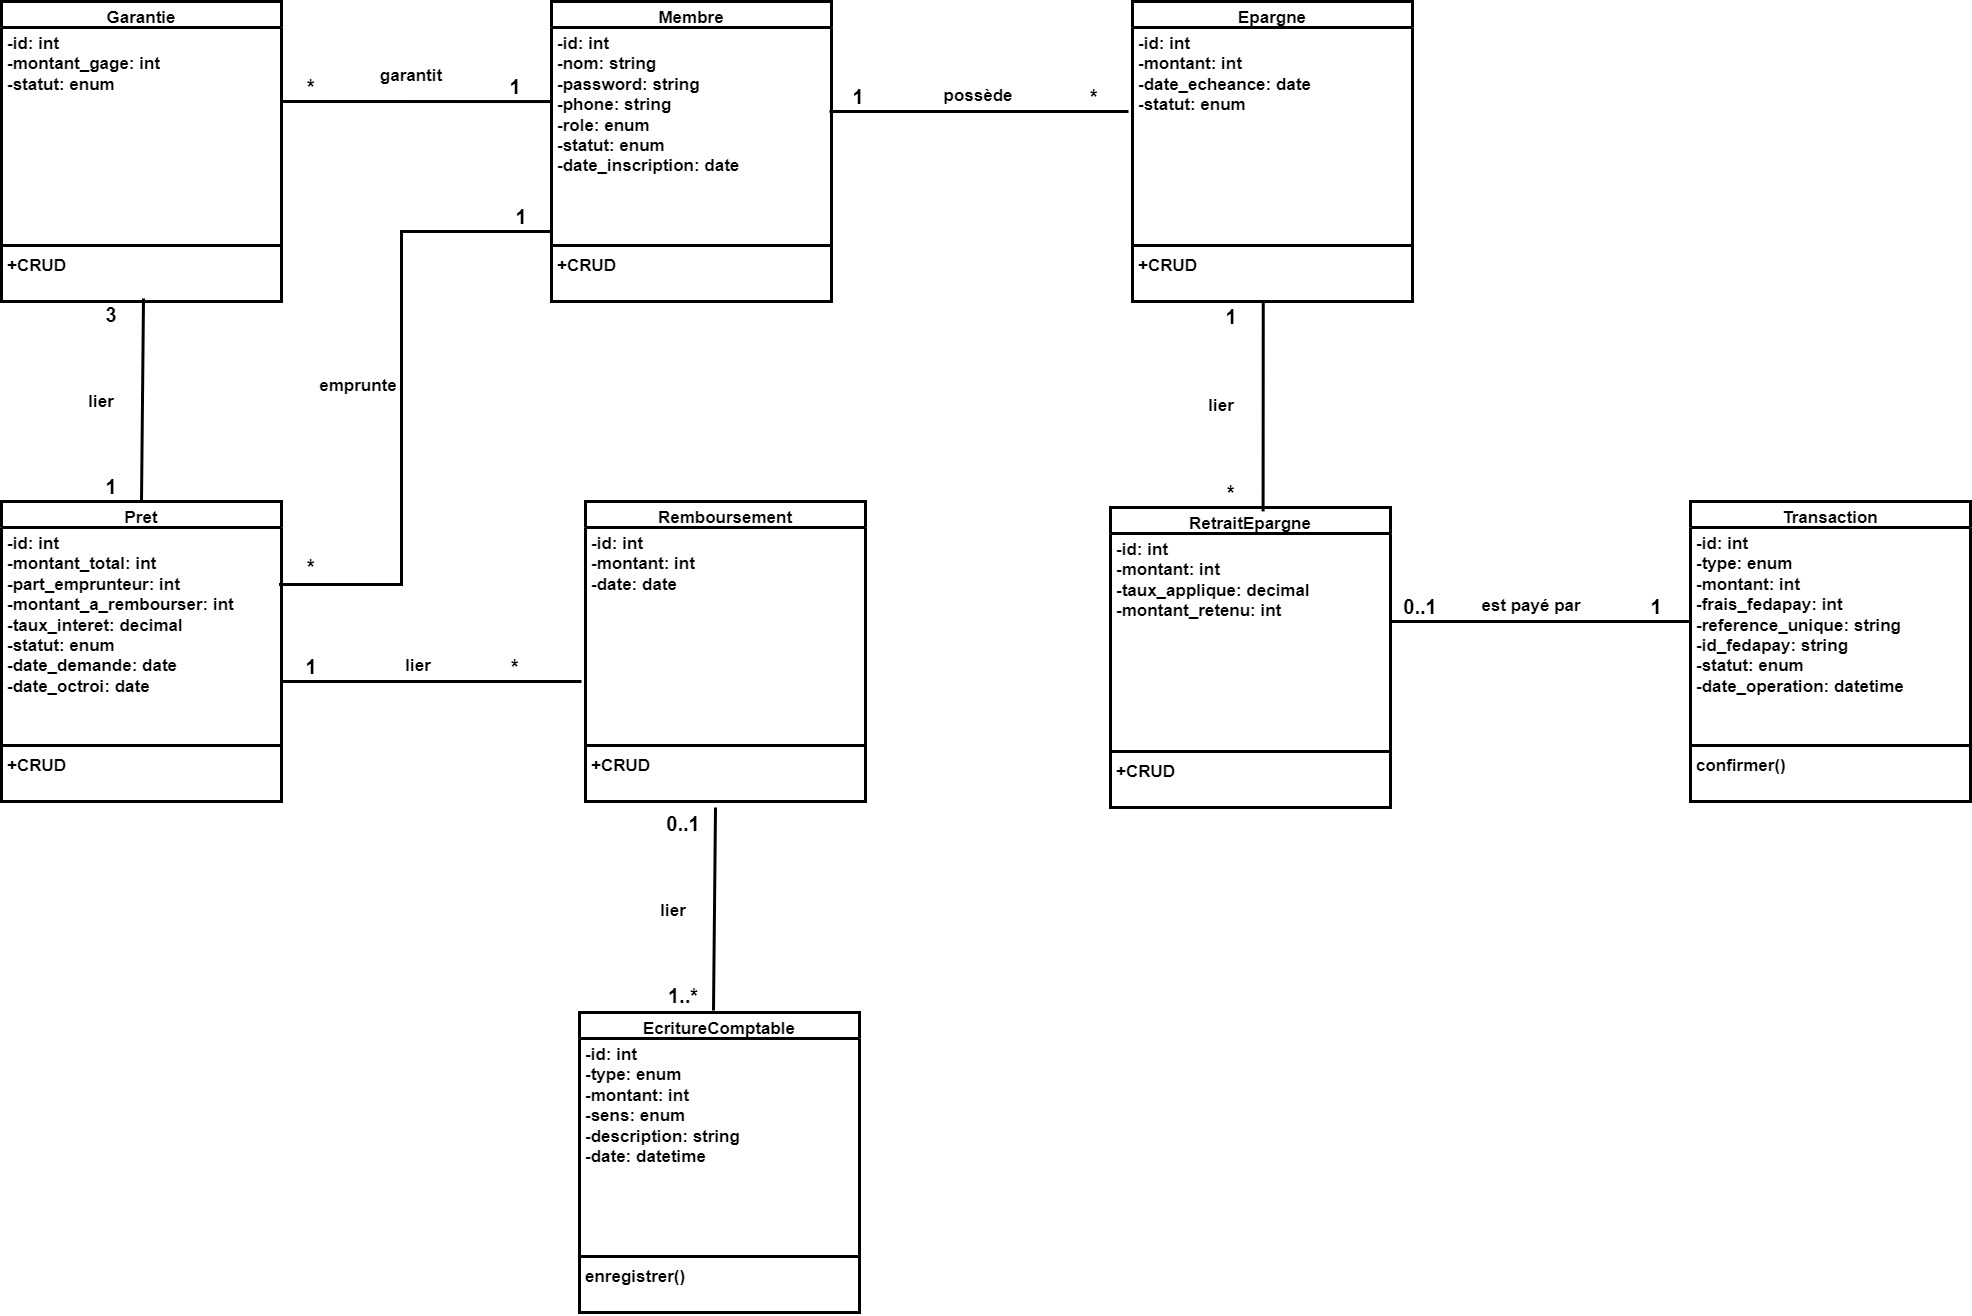 Garantie
-id: int
-montant_gage: int
-statut: enum
+CRUD
*
garantit
1
Membre
-id: int
-nom: string
-password: string
-phone: string
-role: enum
-statut: enum
-date_inscription: date
+CRUD
1
possède
*
Epargne
-id: int
-montant: int
-date_echeance: date
-statut: enum
+CRUD
1
emprunte
*
3
lier
1
1
lier
*
Pret
-id: int
-montant_total: int
-part_emprunteur: int
-montant_a_rembourser: int
-taux_interet: decimal
-statut: enum
-date_demande: date
-date_octroi: date
+CRUD
1
lier
*
Remboursement
-id: int
-montant: int
-date: date
+CRUD
RetraitEpargne
-id: int
-montant: int
-taux_applique: decimal
-montant_retenu: int
+CRUD
0..1
est payé par
1
Transaction
-id: int
-type: enum
-montant: int
-frais_fedapay: int
-reference_unique: string
-id_fedapay: string
-statut: enum
-date_operation: datetime
confirmer()
0..1
lier
1..*
EcritureComptable
-id: int
-type: enum
-montant: int
-sens: enum
-description: string
-date: datetime
enregistrer()